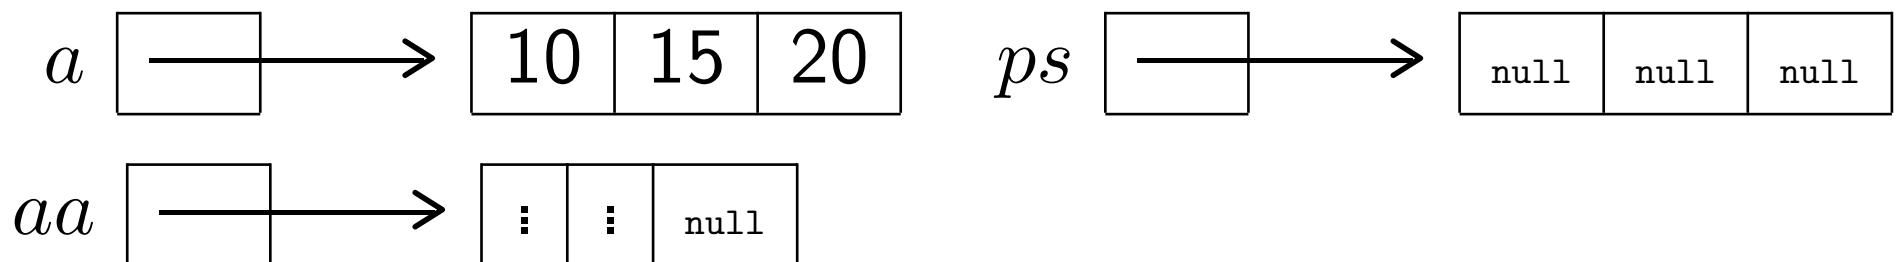 a 10 15 20 ps null null null
aa ⋮ ⋮ null